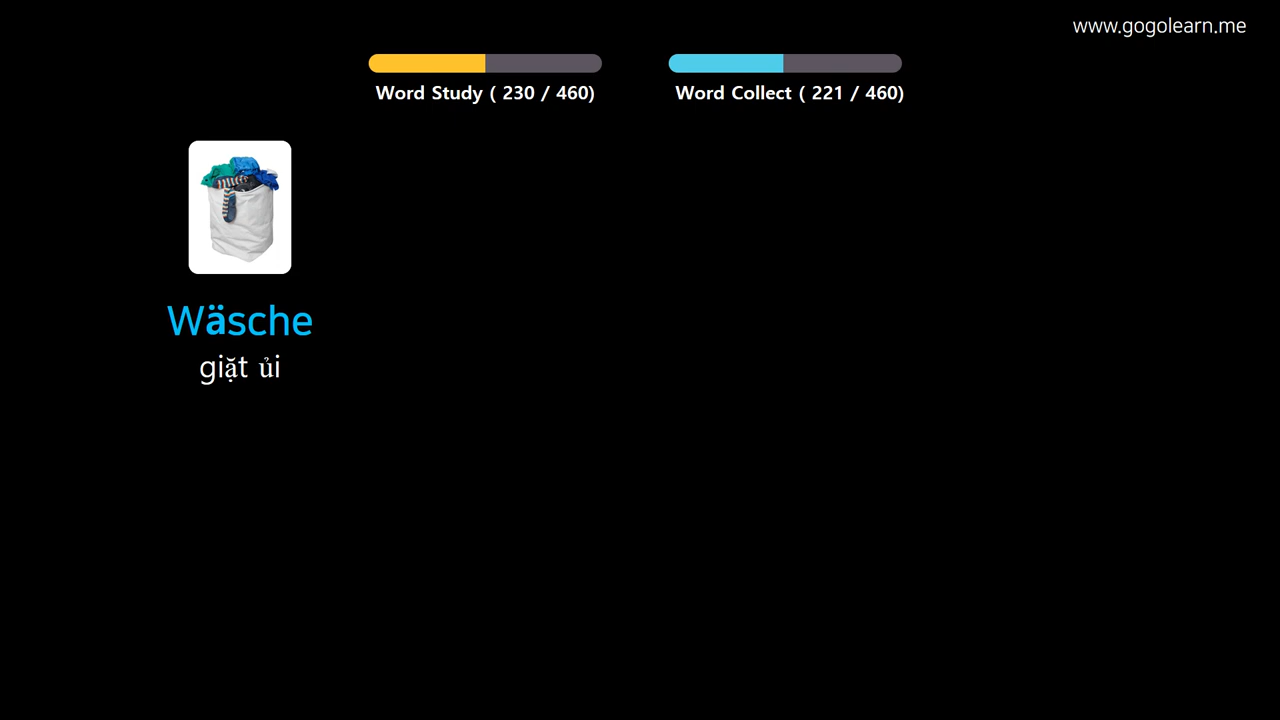 www.gogolearn.me
Word Study ( 230 / 460)
Word Collect ( 221 / 460)
Wäsche
giặt ủi